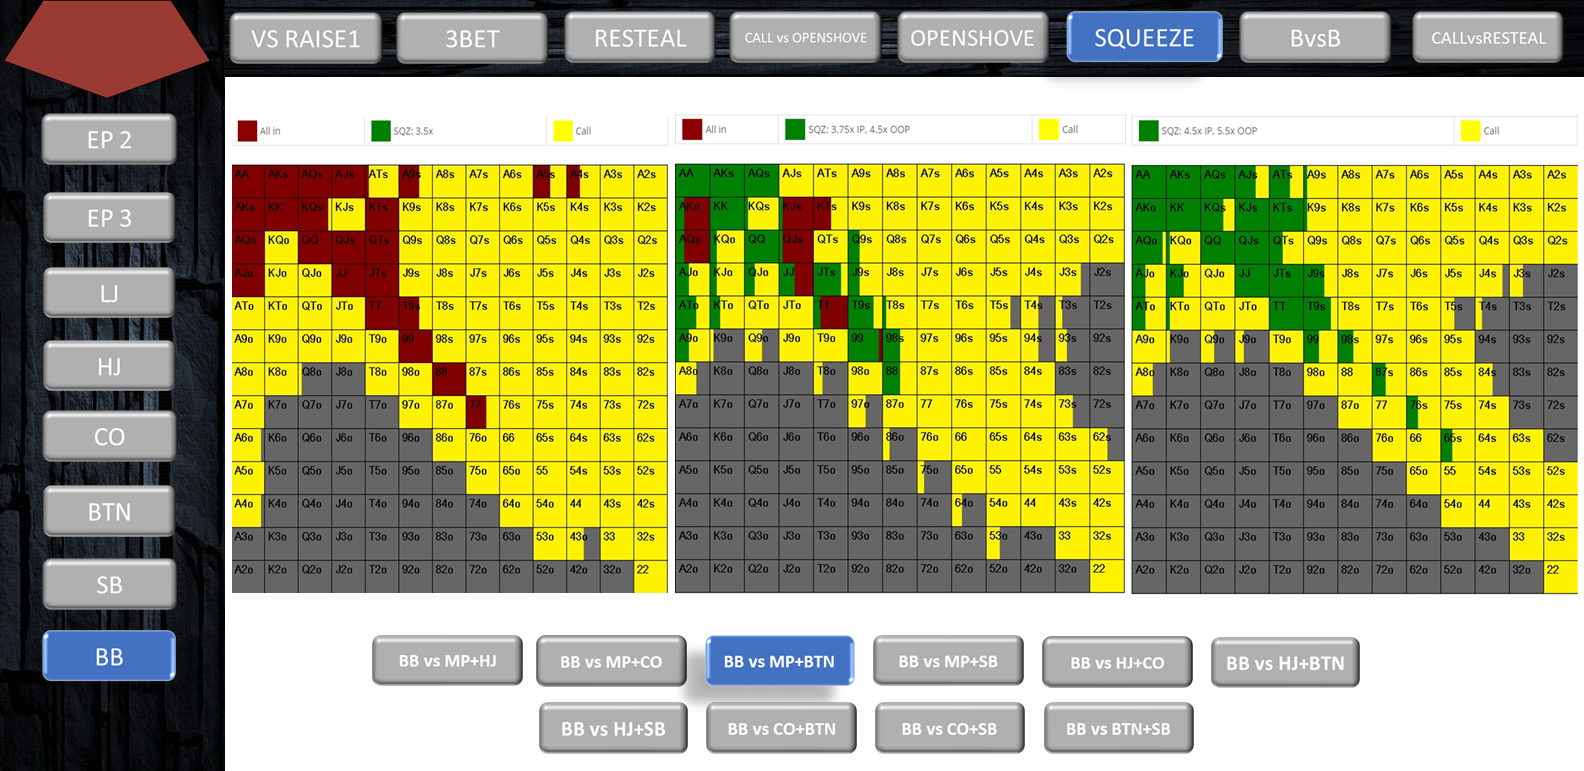 VS RAISE1 3BET RESTEAL CALL vs OPENSHOVE OPENSHOVE SQUEEZE BvsB CALLvsRESTEAL
EP 2
EP 3
LJ
HJ
CO
BTN
SB
BB
All in SQZ: 3.5x Call
AA AKs AQs AJs ATs A9s A8s A7s A6s A5s A4s A3s A2s
AKo KK KQs KJs KTs K9s K8s K7s K6s K5s K4s K3s K2s
AQo KQo QQ QJs QTs Q9s Q8s Q7s Q6s Q5s Q4s Q3s Q2s
AJo KJo QJo JJ JTs J9s J8s J7s J6s J5s J4s J3s J2s
ATo KTo QTo JTo TT T9s T8s T7s T6s T5s T4s T3s T2s
A9o K9o Q9o J9o T9o 99 98s 97s 96s 95s 94s 93s 92s
A8o K8o Q8o J8o T8o 98o 88 87s 86s 85s 84s 83s 82s
A7o K7o Q7o J7o T7o 97o 87o 77 76s 75s 74s 73s 72s
A6o K6o Q6o J6o T6o 96o 86o 76o 66 65s 64s 63s 62s
A5o K5o Q5o J5o T5o 95o 85o 75o 65o 55 54s 53s 52s
A4o K4o Q4o J4o T4o 94o 84o 74o 64o 54o 44 43s 42s
A3o K3o Q3o J3o T3o 93o 83o 73o 63o 53o 43o 33 32s
A2o K2o Q2o J2o T2o 92o 82o 72o 62o 52o 42o 32o 22
All in SQZ: 3.75x IP, 4.5x OOP Call
AA AKs AQs AJs ATs A9s A8s A7s A6s A5s A4s A3s A2s
AKo KK KQs KJs KTs K9s K8s K7s K6s K5s K4s K3s K2s
AQo KQo QQ QJs QTs Q9s Q8s Q7s Q6s Q5s Q4s Q3s Q2s
AJo KJo QJo JJ JTs J9s J8s J7s J6s J5s J4s J3s J2s
ATo KTo QTo JTo TT T9s T8s T7s T6s T5s T4s T3s T2s
A9o K9o Q9o J9o T9o 99 98s 97s 96s 95s 94s 93s 92s
A8o K8o Q8o J8o T8o 98o 88 87s 86s 85s 84s 83s 82s
A7o K7o Q7o J7o T7o 97o 87o 77 76s 75s 74s 73s 72s
A6o K6o Q6o J6o T6o 96o 86o 76o 66 65s 64s 63s 62s
A5o K5o Q5o J5o T5o 95o 85o 75o 65o 55 54s 53s 52s
A4o K4o Q4o J4o T4o 94o 84o 74o 64o 54o 44 43s 42s
A3o K3o Q3o J3o T3o 93o 83o 73o 63o 53o 43o 33 32s
A2o K2o Q2o J2o T2o 92o 82o 72o 62o 52o 42o 32o 22
SQZ: 4.5x IP, 5.5x OOP Call
AA AKs AQs AJs ATs A9s A8s A7s A6s A5s A4s A3s A2s
AKo KK KQs KJs KTs K9s K8s K7s K6s K5s K4s K3s K2s
AQo KQo QQ QJs QTs Q9s Q8s Q7s Q6s Q5s Q4s Q3s Q2s
AJo KJo QJo JJ JTs J9s J8s J7s J6s J5s J4s J3s J2s
ATo KTo QTo JTo TT T9s T8s T7s T6s T5s T4s T3s T2s
A9o K9o Q9o J9o T9o 99 98s 97s 96s 95s 94s 93s 92s
A8o K8o Q8o J8o T8o 98o 88 87s 86s 85s 84s 83s 82s
A7o K7o Q7o J7o T7o 97o 87o 77 76s 75s 74s 73s 72s
A6o K6o Q6o J6o T6o 96o 86o 76o 66 65s 64s 63s 62s
A5o K5o Q5o J5o T5o 95o 85o 75o 65o 55 54s 53s 52s
A4o K4o Q4o J4o T4o 94o 84o 74o 64o 54o 44 43s 42s
A3o K3o Q3o J3o T3o 93o 83o 73o 63o 53o 43o 33 32s
A2o K2o Q2o J2o T2o 92o 82o 72o 62o 52o 42o 32o 22
BB vs MP+HJ BB vs MP+CO BB vs MP+BTN BB vs MP+SB BB vs HJ+CO BB vs HJ+BTN
BB vs HJ+SB BB vs CO+BTN BB vs CO+SB BB vs BTN+SB